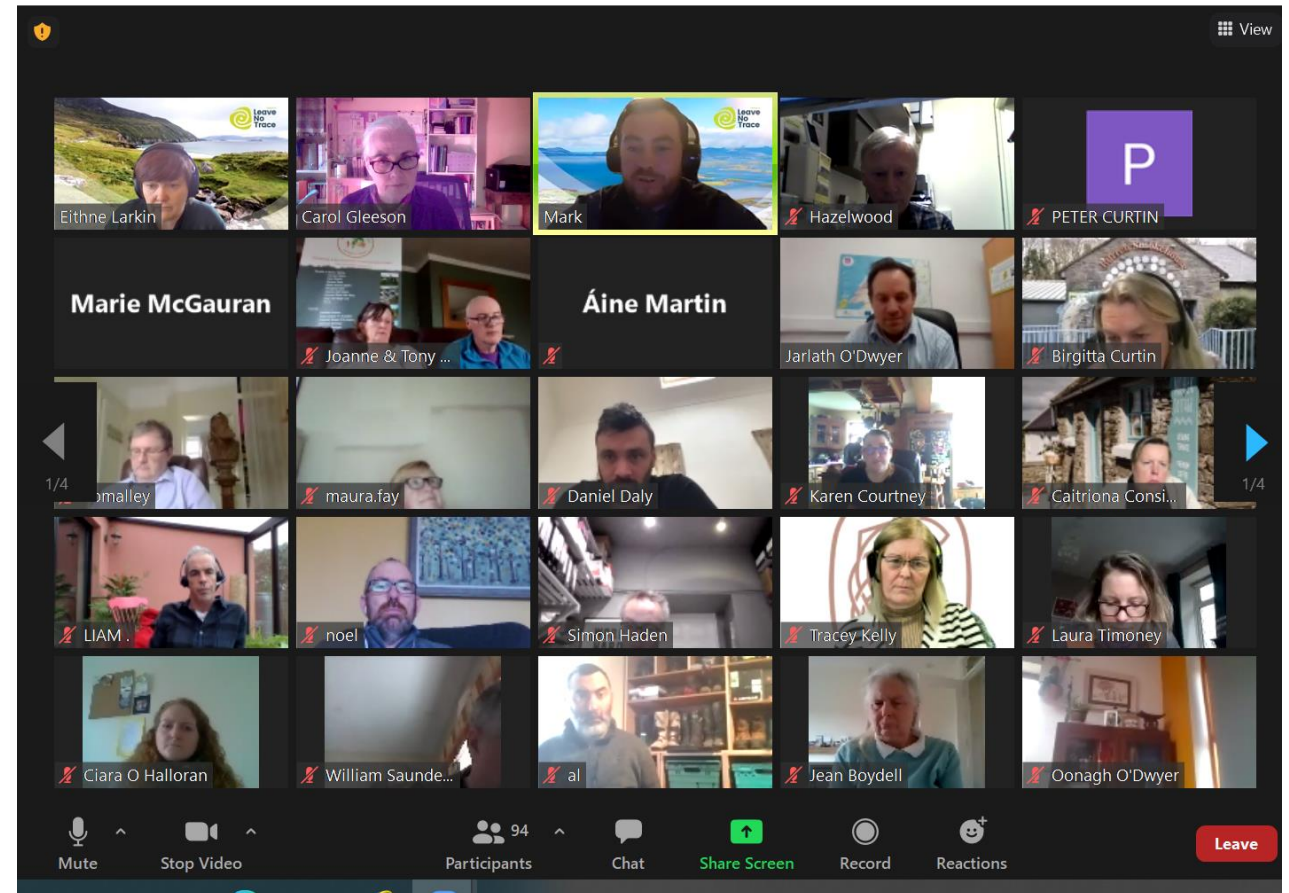 View
Leave
No
Trace
Leave
No
Trace
P
Eithne Larkin
Carol Gleeson
Mark
Hazelwood
PETER CURTIN
Marie McGauran
Áine Martin
Joanne & Tony ...
Jarlath O'Dwyer
Birgitta Curtin
1/4
omalley
maura.fay
Daniel Daly
Karen Courtney
Caitriona Consi...
1/4
LIAM .
noel
Simon Haden
Tracey Kelly
Laura Timoney
Ciara O Halloran
William Saunde...
al
Jean Boydell
Oonagh O'Dwyer
94
Mute
Stop Video
Participants
Chat
Share Screen
Record
Reactions
Leave